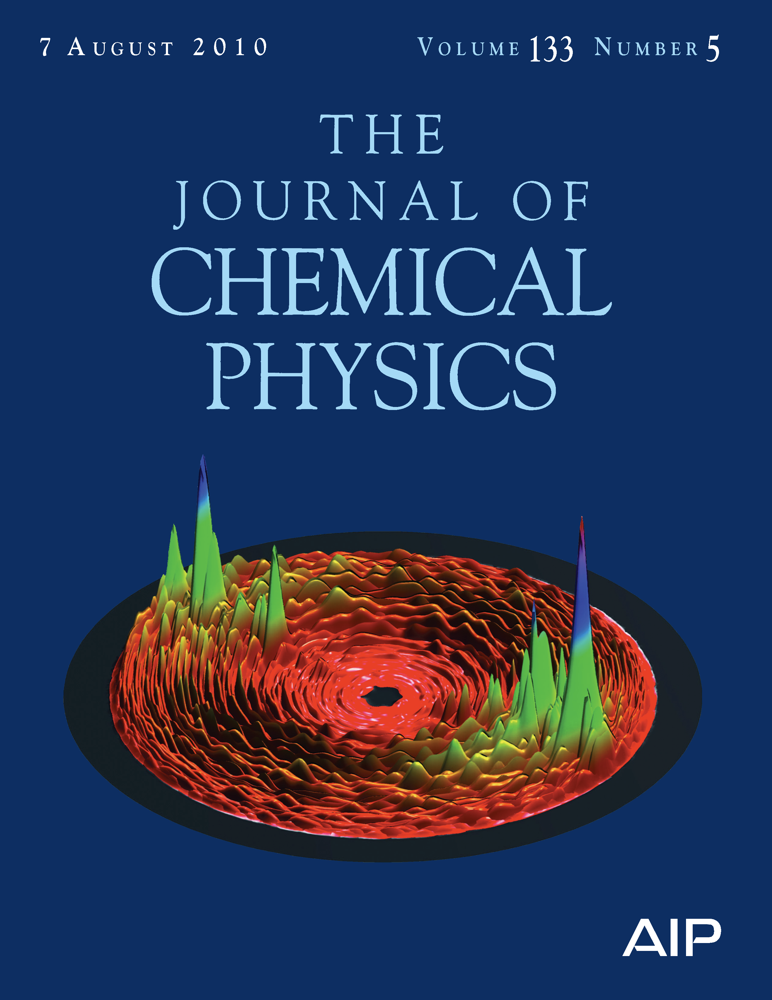 7 AUGUST 2010 VOLUME 133 NUMBER 5
THE
JOURNAL OF
CHEMICAL
PHYSICS
AIP